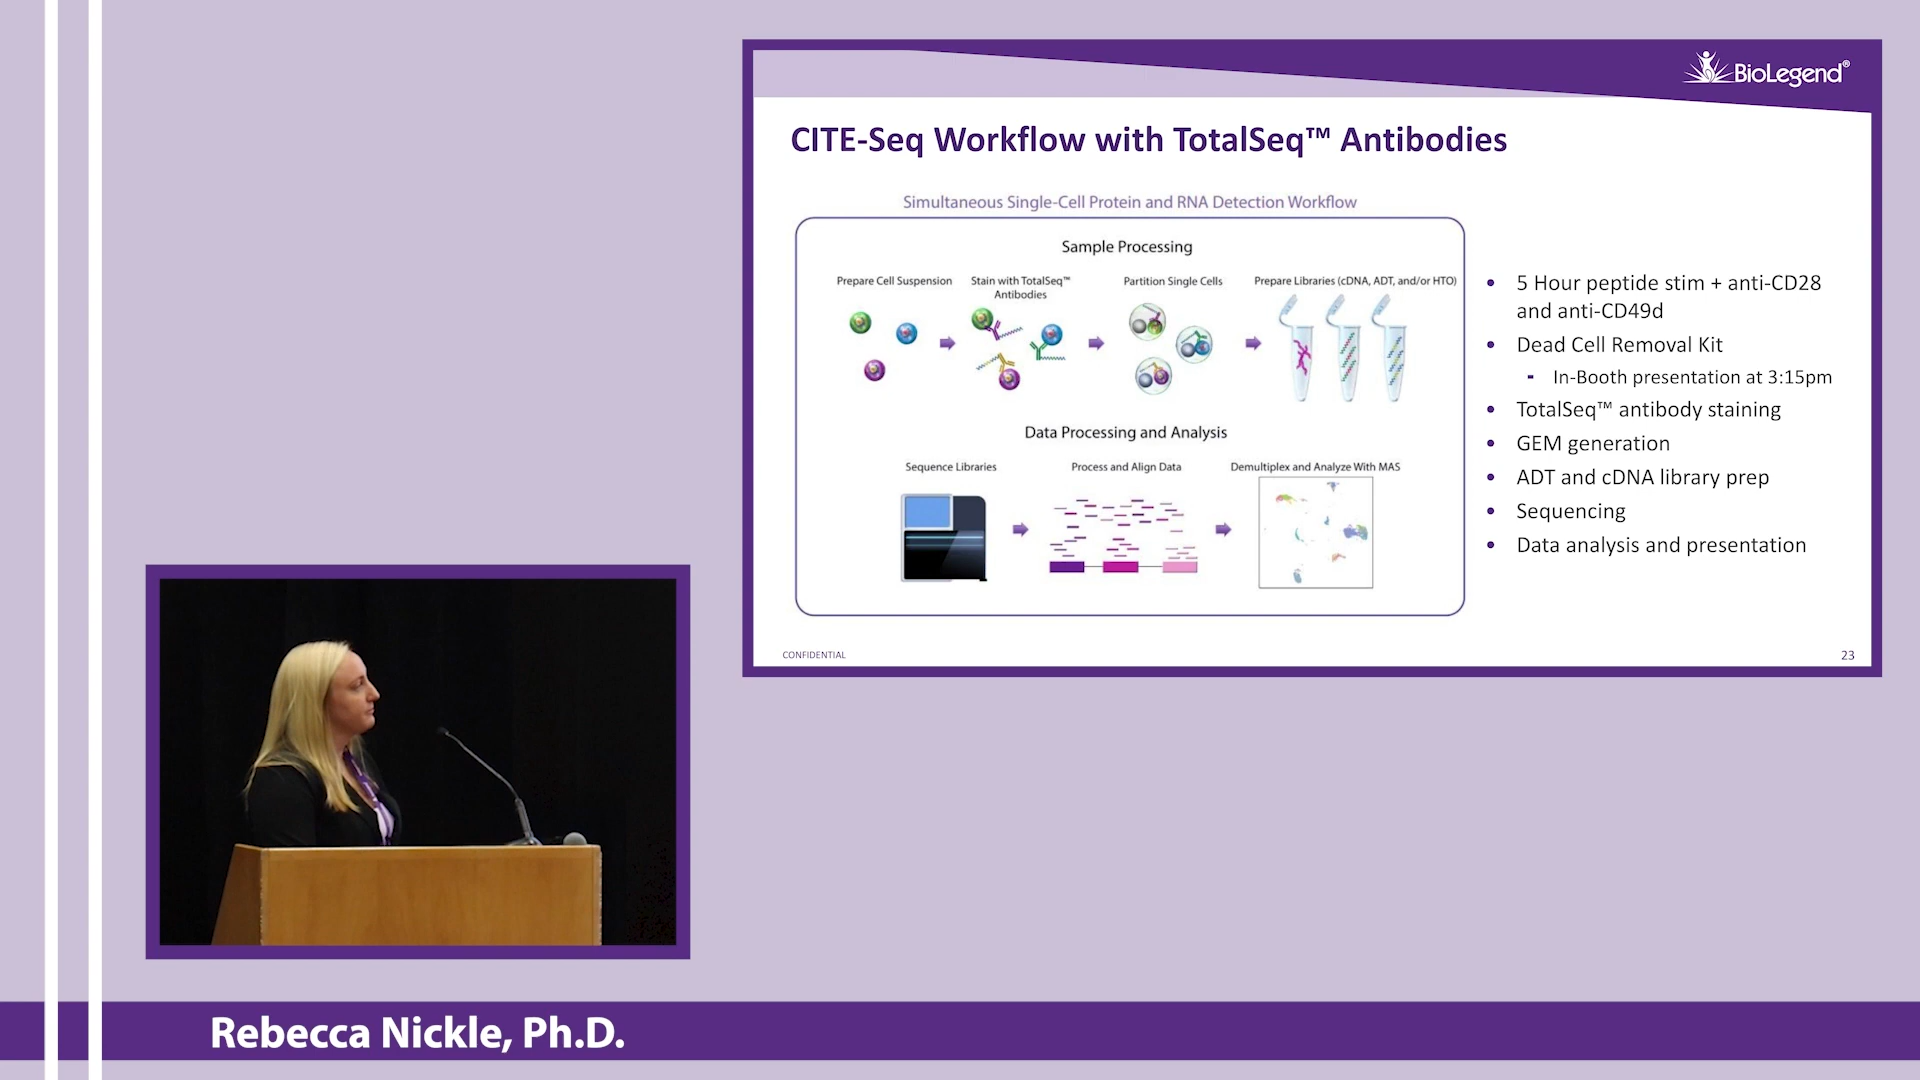 BioLegend®
CITE-Seq Workflow with TotalSeq™ Antibodies
Simultaneous Single-Cell Protein and RNA Detection Workflow
Sample Processing
Prepare Cell Suspension
Stain with TotalSeq™
Antibodies
Partition Single Cells
Prepare Libraries (cDNA, ADT, and/or HTO)
Data Processing and Analysis
Sequence Libraries
Process and Align Data
Demultiplex and Analyze With MAS
• 5 Hour peptide stim + anti-CD28
and anti-CD49d
• Dead Cell Removal Kit
- In-Booth presentation at 3:15pm
• TotalSeq™ antibody staining
• GEM generation
• ADT and cDNA library prep
• Sequencing
• Data analysis and presentation
CONFIDENTIAL
23
Rebecca Nickle, Ph.D.